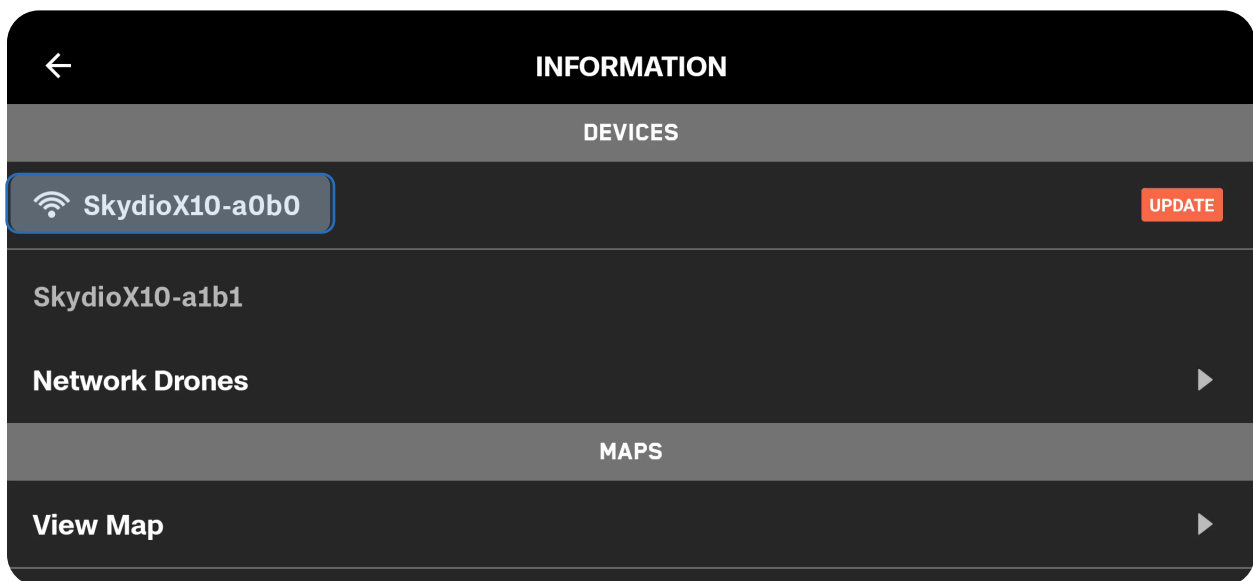 INFORMATION
DEVICES
SkydioX10-a0b0
UPDATE
SkydioX10-a1b1
Network Drones
MAPS
View Map